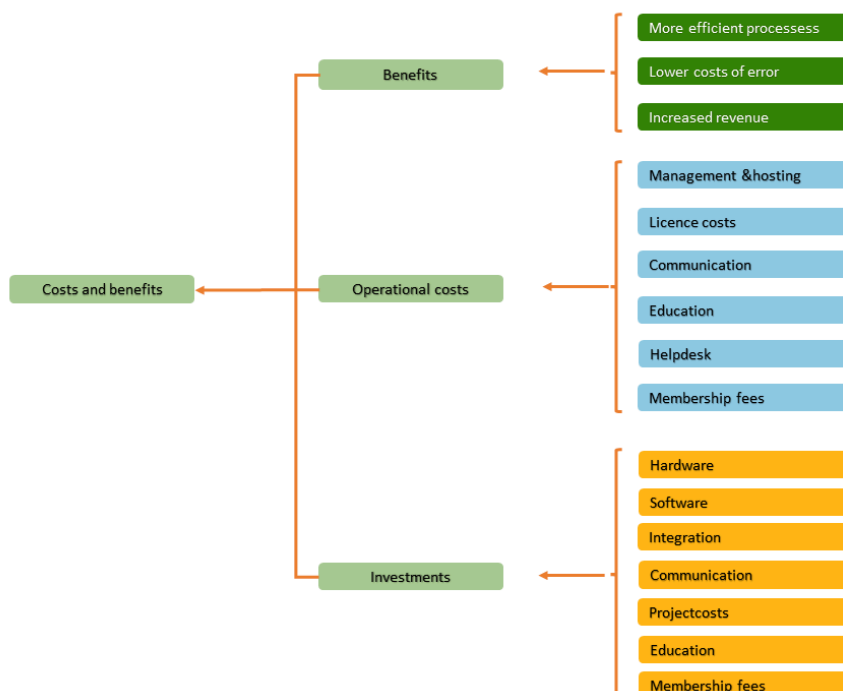 More efficient processess
Benefits
Lower costs of error
Increased revenue
Management &hosting
Licence costs
Communication
Costs and benefits
Operational costs
Education
Helpdesk
Membership fees
Hardware
Software
Integration
Investments
Communication
Projectcosts
Education
Membership fees